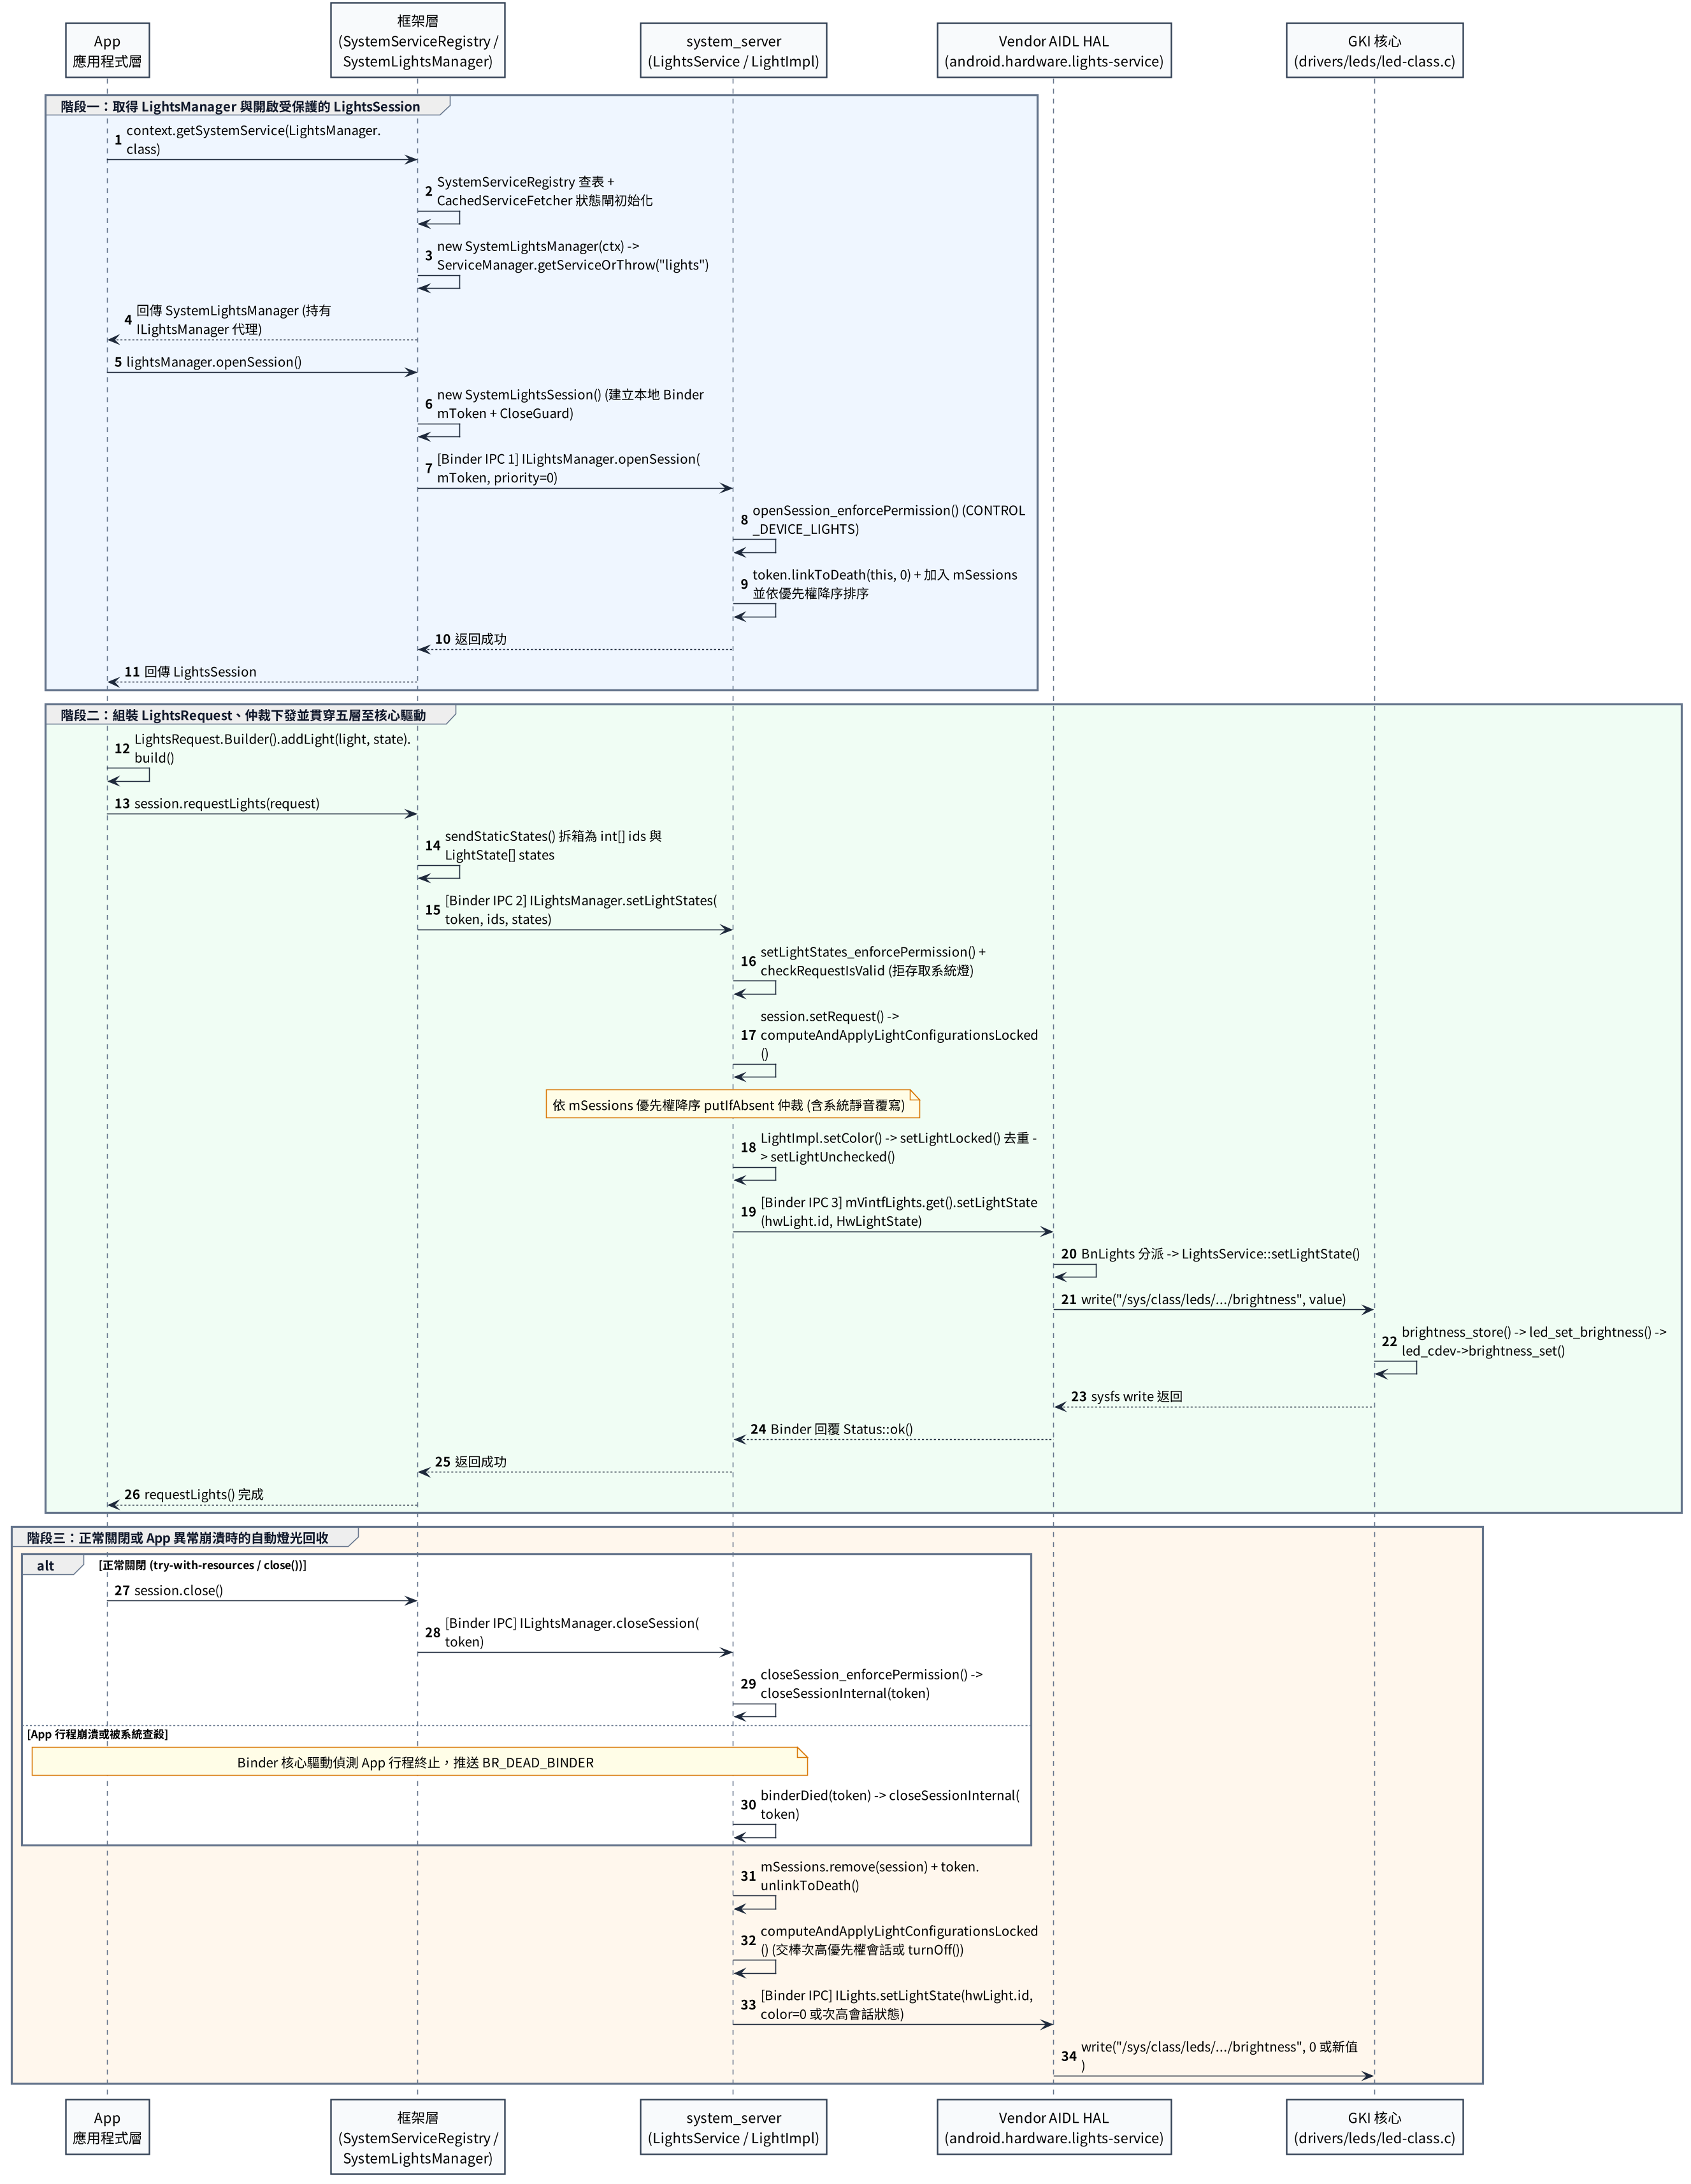 App
應用程式層
框架層
(SystemServiceRegistry /
SystemLightsManager)
system_server
(LightsService / LightImpl)
Vendor AIDL HAL
(android.hardware.lights-service)
GKI 核心
(drivers/leds/led-class.c)
階段一：取得 LightsManager 與開啟受保護的 LightsSession
1 context.getSystemService(LightsManager.
class)
2 SystemServiceRegistry 查表 +
CachedServiceFetcher 狀態閘初始化
3 new SystemLightsManager(ctx) ->
ServiceManager.getServiceOrThrow("lights")
4 回傳 SystemLightsManager (持有
ILightsManager 代理)
5 lightsManager.openSession()
6 new SystemLightsSession() (建立本地 Binder
mToken + CloseGuard)
7 [Binder IPC 1] ILightsManager.openSession(
mToken, priority=0)
8 openSession_enforcePermission() (CONTROL
_DEVICE_LIGHTS)
9 token.linkToDeath(this, 0) + 加入 mSessions
並依優先權降序排序
10 返回成功
11 回傳 LightsSession
階段二：組裝 LightsRequest、仲裁下發並貫穿五層至核心驅動
12 LightsRequest.Builder().addLight(light, state).
build()
13 session.requestLights(request)
14 sendStaticStates() 拆箱為 int[] ids 與
LightState[] states
15 [Binder IPC 2] ILightsManager.setLightStates(
token, ids, states)
16 setLightStates_enforcePermission() +
checkRequestIsValid (拒存取系統燈)
17 session.setRequest() ->
computeAndApplyLightConfigurationsLocked
()
依 mSessions 優先權降序 putIfAbsent 仲裁 (含系統靜音覆寫)
18 LightImpl.setColor() -> setLightLocked() 去重 -
> setLightUnchecked()
19 [Binder IPC 3] mVintfLights.get().setLightState
(hwLight.id, HwLightState)
20 BnLights 分派 -> LightsService::setLightState()
21 write("/sys/class/leds/.../brightness", value)
22 brightness_store() -> led_set_brightness() ->
led_cdev->brightness_set()
23 sysfs write 返回
24 Binder 回覆 Status::ok()
25 返回成功
26 requestLights() 完成
階段三：正常關閉或 App 異常崩潰時的自動燈光回收
alt [正常關閉 (try-with-resources / close())]
27 session.close()
28 [Binder IPC] ILightsManager.closeSession(
token)
29 closeSession_enforcePermission() ->
closeSessionInternal(token)
[App 行程崩潰或被系統查殺]
Binder 核心驅動偵測 App 行程終止，推送 BR_DEAD_BINDER
30 binderDied(token) -> closeSessionInternal(
token)
31 mSessions.remove(session) + token.
unlinkToDeath()
32 computeAndApplyLightConfigurationsLocked
() (交棒次高優先權會話或 turnOff())
33 [Binder IPC] ILights.setLightState(hwLight.id,
color=0 或次高會話狀態)
34 write("/sys/class/leds/.../brightness", 0 或新值
)
App
應用程式層
框架層
(SystemServiceRegistry /
SystemLightsManager)
system_server
(LightsService / LightImpl)
Vendor AIDL HAL
(android.hardware.lights-service)
GKI 核心
(drivers/leds/led-class.c)